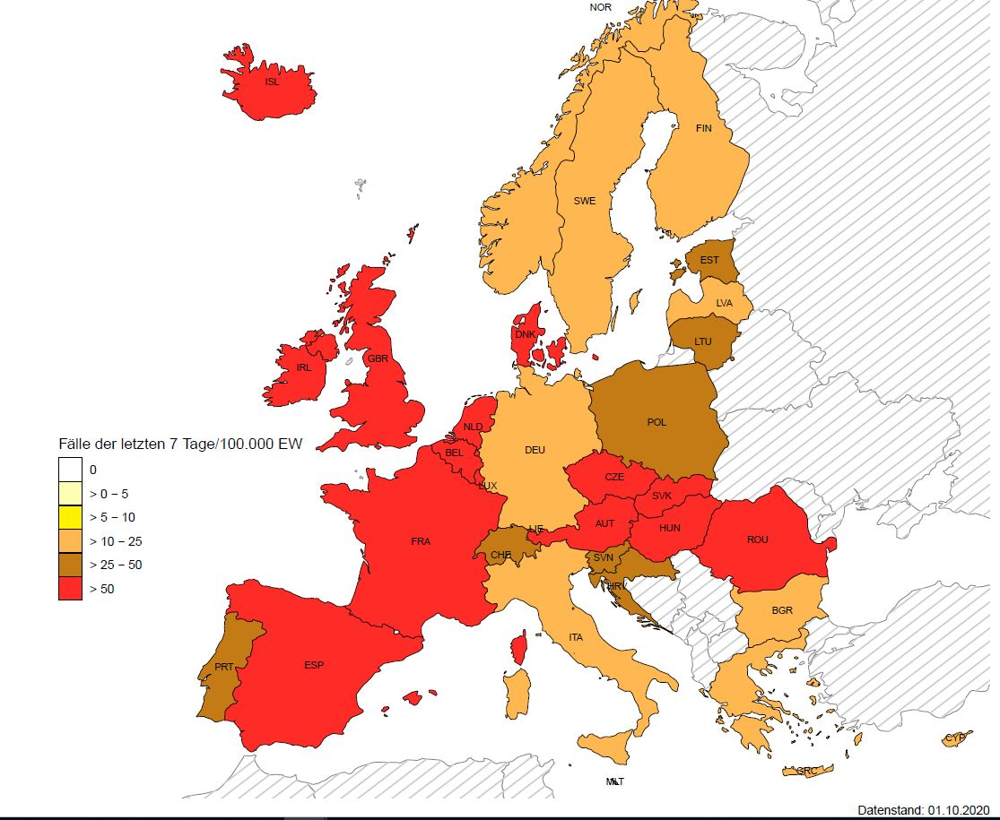 NOR
ISL
FIN
SWE
EST
LVA
DNK
LTU
IRL
GBR
POL
NLD
Fälle der letzten 7 Tage/100.000 EW
BEL
DEU
0
CZE
LUX
> 0 – 5
SVK
> 5 – 10
AUT
HUN
LIE
> 10 – 25
FRA
ROU
CHE
SVN
> 25 – 50
HRV
> 50
BGR
ITA
PRT
ESP
CYP
GRC
MLT
Datenstand: 01.10.2020